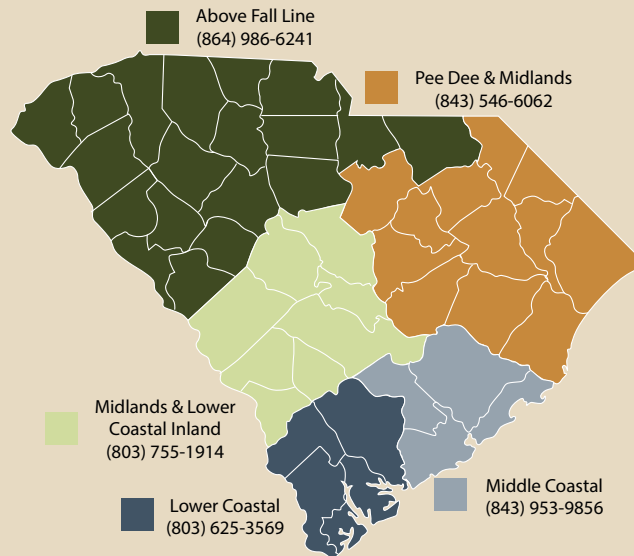 Above Fall Line
(864) 986-6241
Pee Dee & Midlands
(843) 546-6062
Midlands & Lower
Coastal Inland
(803) 755-1914
Lower Coastal
(803) 625-3569
Middle Coastal
(843) 953-9856